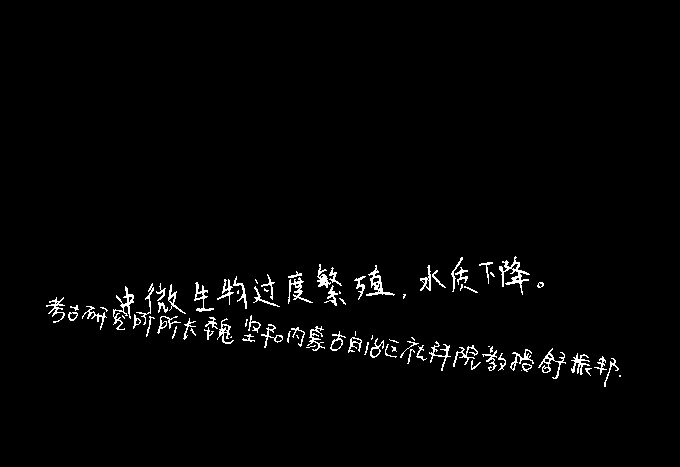 中微生物过度繁殖，水质下降。
考古研究所所长魏坚和内蒙古自治区社科院教授舒振邦.